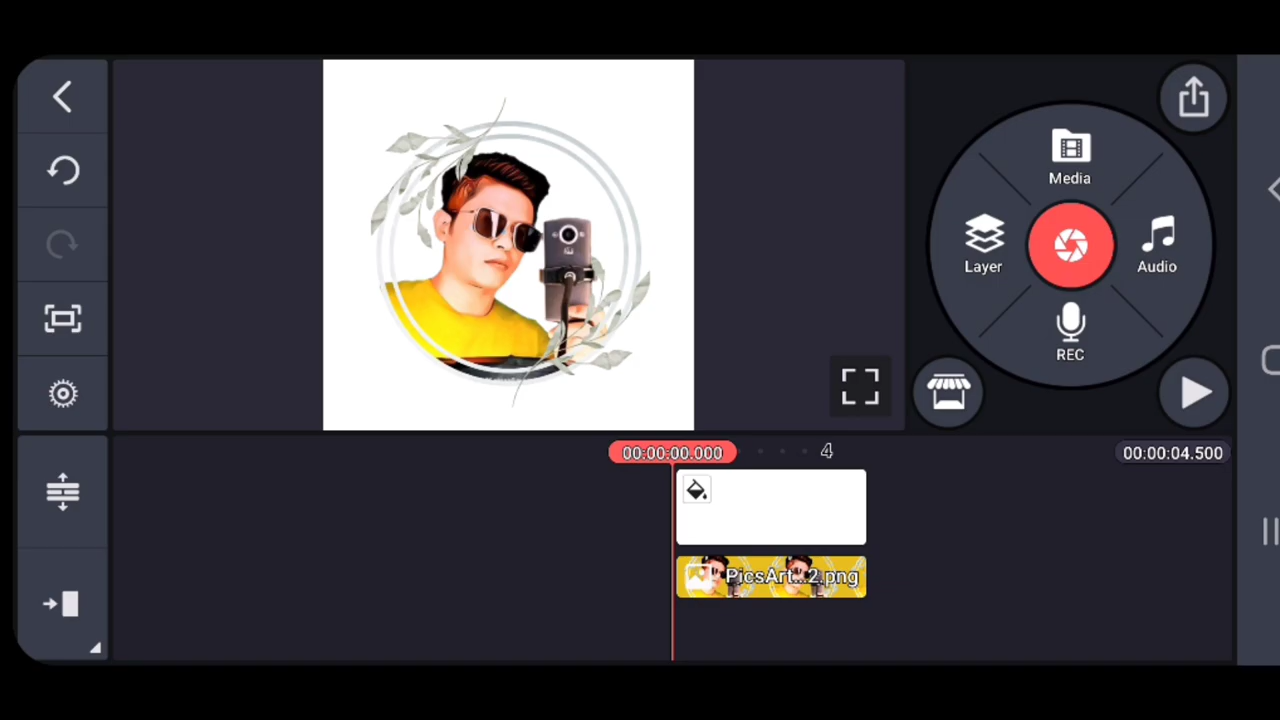 Media
Layer
Audio
REC
00:00:00.000
4
00:00:04.500
PicsArt...2.png